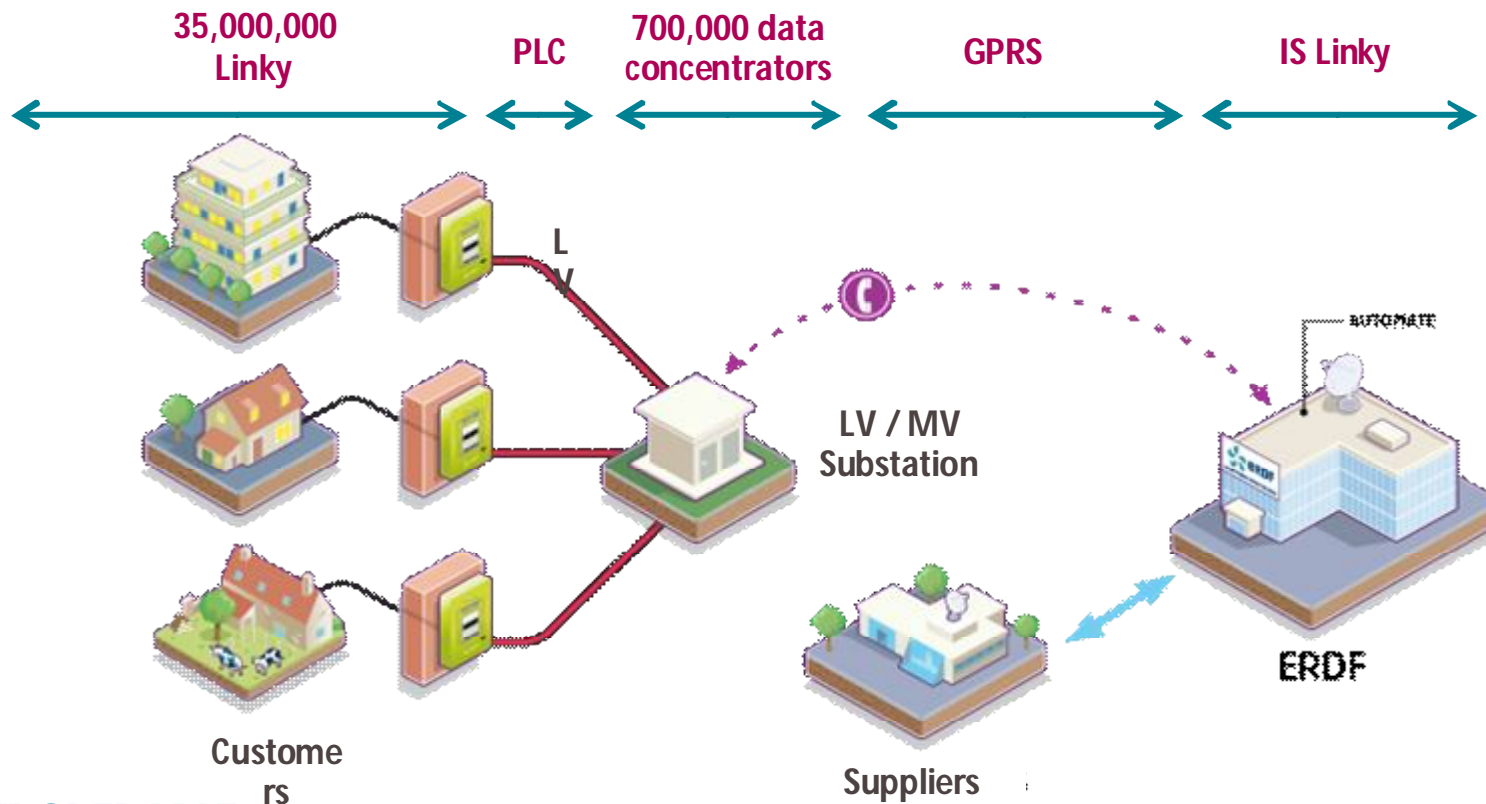 35,000,000
Linky
PLC
700,000 data
concentrators
GPRS
IS Linky
L
V
AUTOMATE
LV / MV
Substation
erdf
ERDF
Custome
rs
Suppliers